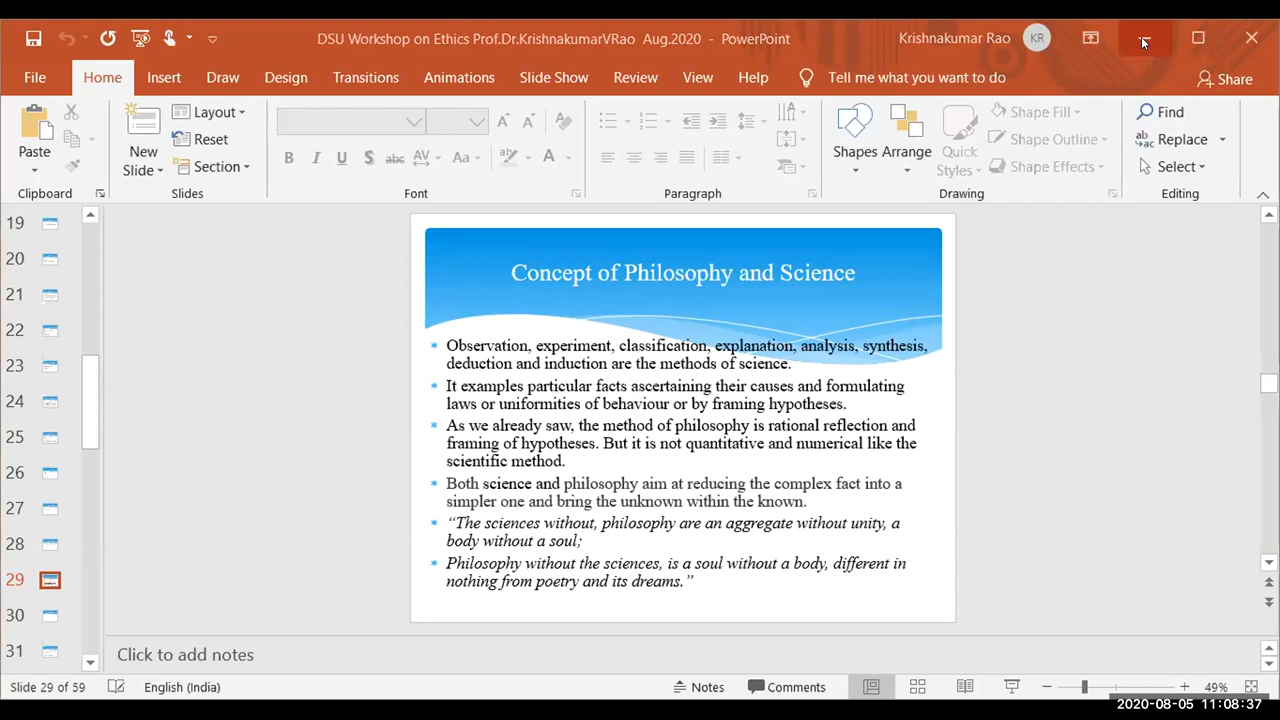 DSU Workshop on Ethics Prof.Dr.KrishnakumarVRao Aug.2020 - PowerPoint
Krishnakumar Rao KR
File Home Insert Draw Design Transitions Animations Slide Show Review View Help Tell me what you want to do Share
Paste
New
Slide
Layout
Reset
Section
B I U S abc AV Aa A
Shapes Arrange Quick
Styles
Shape Fill
Shape Outline
Shape Effects
Find
Replace
Select
Clipboard Slides Font Paragraph Drawing Editing
19
20
21
22
23
24
25
26
27
28
29
30
31
Concept of Philosophy and Science
Observation, experiment, classification, explanation, analysis, synthesis,
deduction and induction are the methods of science.
It examples particular facts ascertaining their causes and formulating
laws or uniformities of behaviour or by framing hypotheses.
As we already saw, the method of philosophy is rational reflection and
framing of hypotheses. But it is not quantitative and numerical like the
scientific method.
Both science and philosophy aim at reducing the complex fact into a
simpler one and bring the unknown within the known.
“The sciences without, philosophy are an aggregate without unity, a
body without a soul;
Philosophy without the sciences, is a soul without a body, different in
nothing from poetry and its dreams.”
Click to add notes
Slide 29 of 59 English (India) Notes Comments 49%
2020-08-05 11:08:37